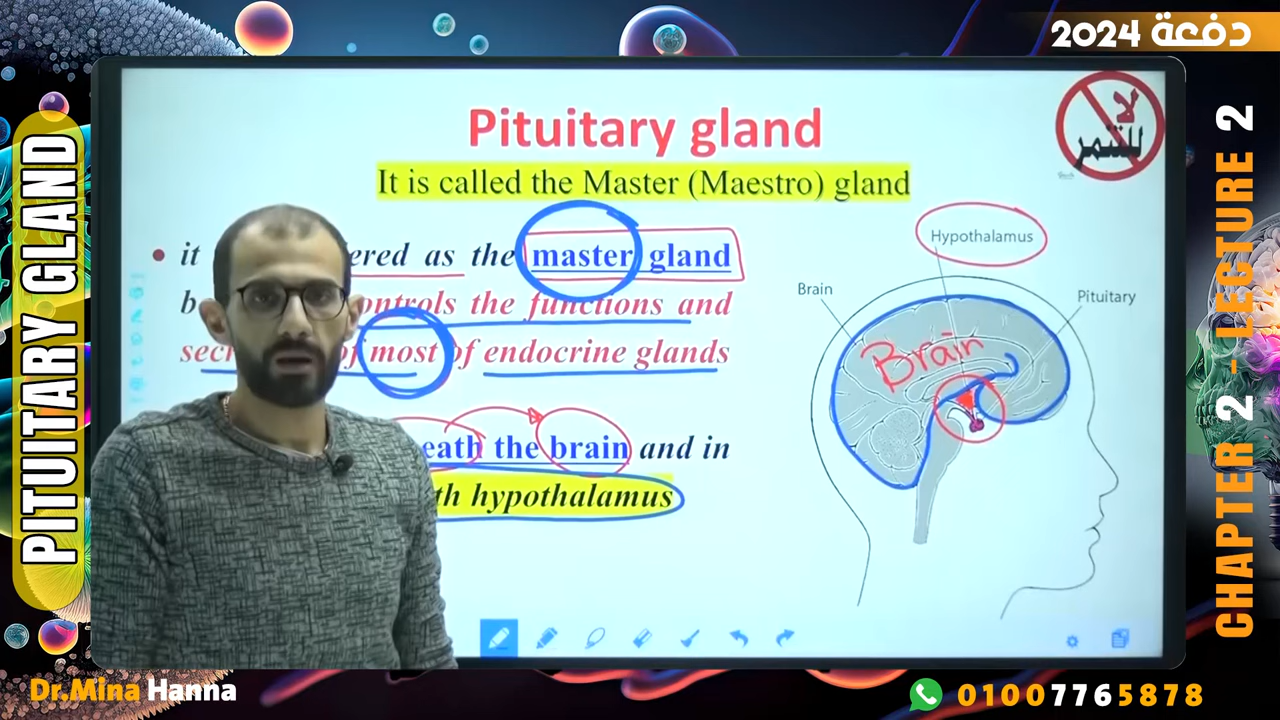 دفعة 2024
PITUITARY GLAND
CHAPTER 2 - LECTURE 2
Pituitary gland
It is called the Master (Maestro) gland
لا للتنمر
it ered as the master gland
b ontrols the functions and
sec of most of endocrine glands
eath the brain and in
th hypothalamus
Hypothalamus
Brain
Pituitary
Brain
Dr.Mina Hanna
01007765878